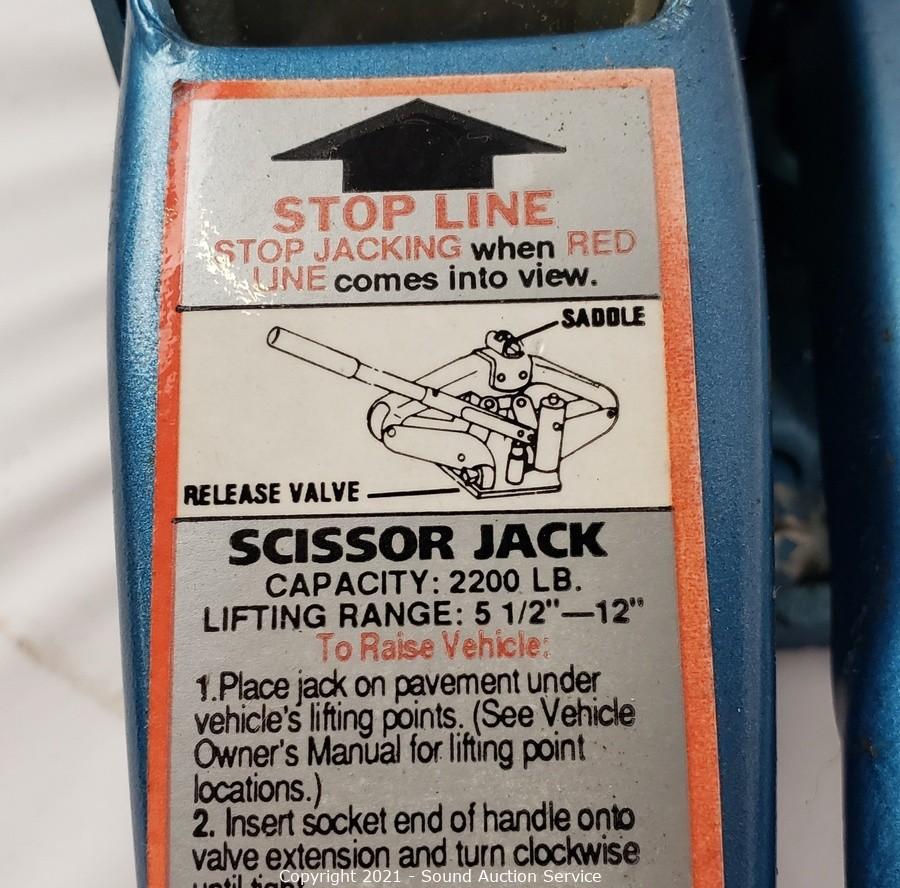 STOP LINE
STOP JACKING when RED
LINE comes into view.
SADDLE
RELEASE VALVE
SCISSOR JACK
CAPACITY: 2200 LB.
LIFTING RANGE: 5 1/2"—12"
To Raise Vehicle:
1.Place jack on pavement under
vehicle's lifting points. (See Vehicle
Owner's Manual for lifting point
locations.)
2. Insert socket end of handle onto
valve extension and turn clockwise
until tight
Copyright 2021 - Sound Auction Service